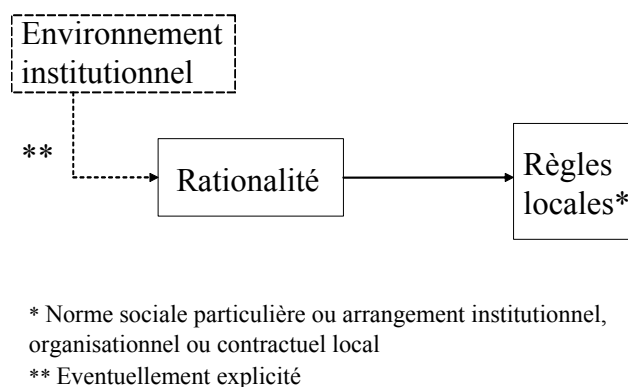 Environnement
institutionnel
**
Rationalité
Règles
locales*
* Norme sociale particulière ou arrangement institutionnel,
organisationnel ou contractuel local
** Eventuellement explicité